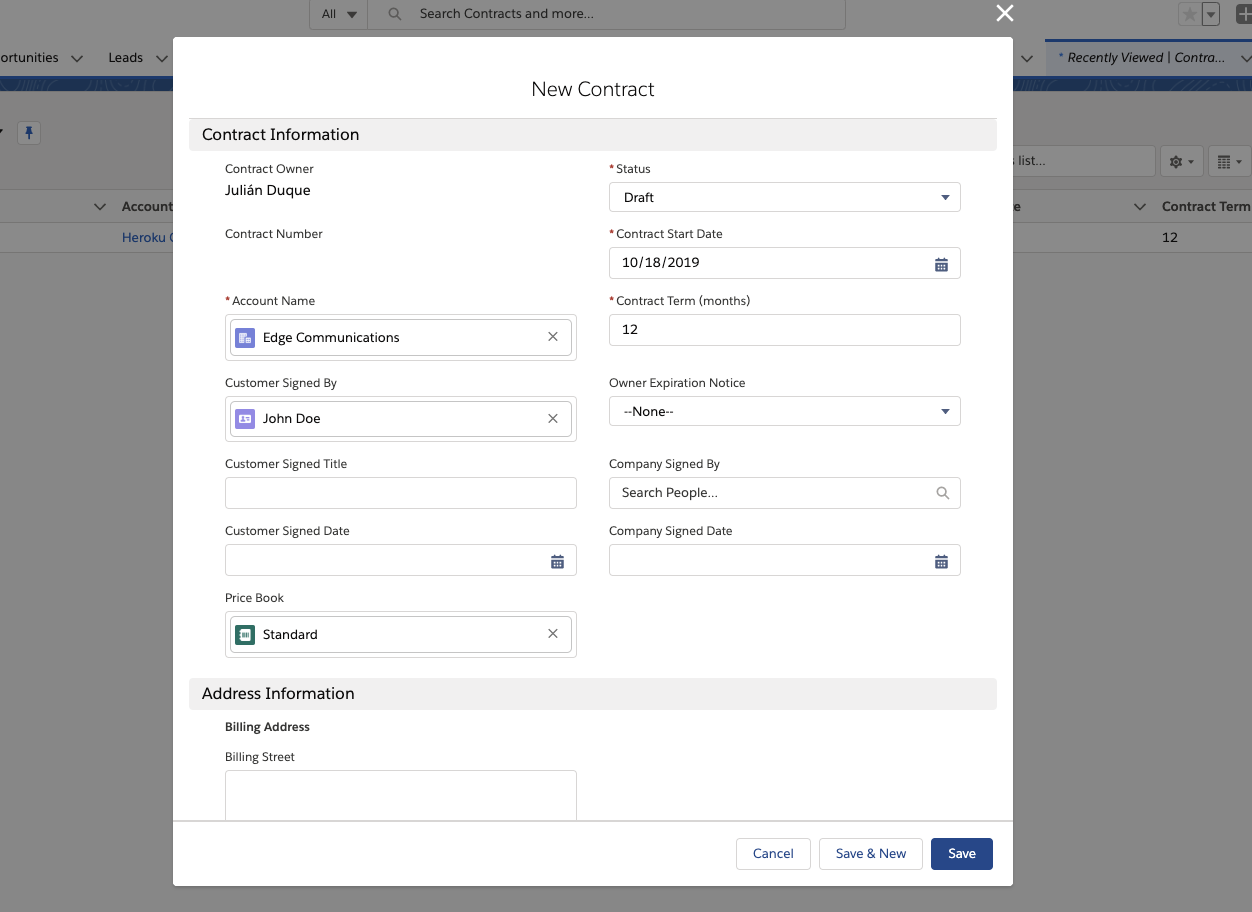 All
Search Contracts and more...
ortunities
Leads
* Recently Viewed | Contra...
New Contract
Contract Information
Contract Owner
Julián Duque
* Status
Draft
list...
Account
Contract Term
Contract Number
* Contract Start Date
Heroku
12
10/18/2019
* Account Name
* Contract Term (months)
Edge Communications
12
Customer Signed By
Owner Expiration Notice
John Doe
--None--
Customer Signed Title
Company Signed By
Search People...
Customer Signed Date
Company Signed Date
Price Book
Standard
Address Information
Billing Address
Billing Street
Cancel
Save & New
Save